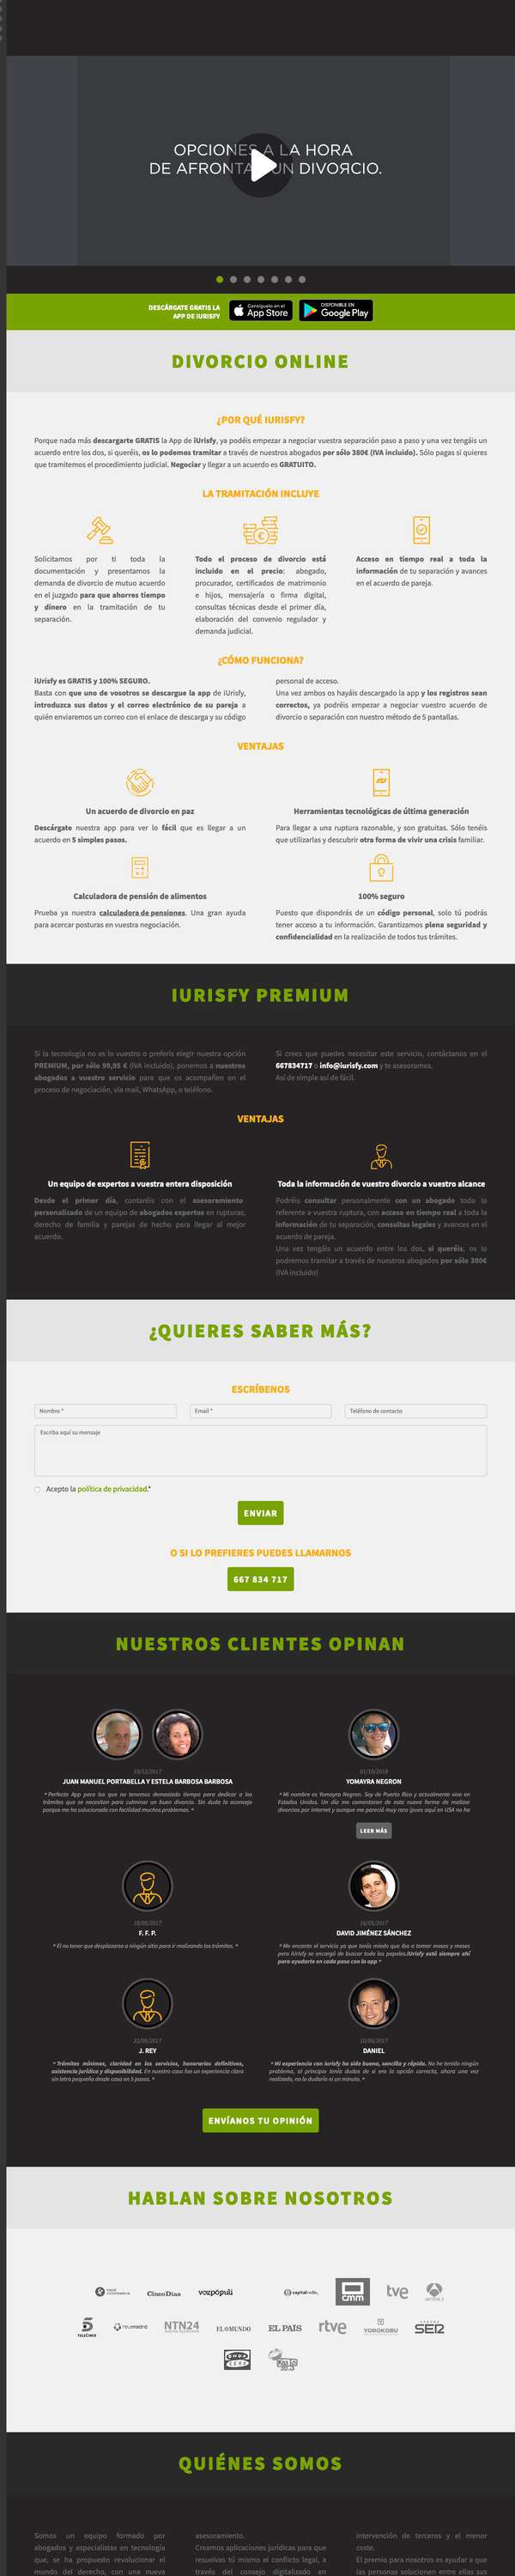 OPCIONES A LA HORA
DE AFRONTAR UN DIVORCIO.
DESCÁRGATE GRATIS LA
APP DE IURISFY
Consíguelo en el
App Store
DISPONIBLE EN
Google Play
DIVORCIO ONLINE
¿POR QUÉ IURISFY?
Porque nada más descargarte GRATIS la App de iUrisfy, ya podéis empezar a negociar vuestra separación paso a paso y una vez tengáis un
acuerdo entre los dos, si queréis, os lo podemos tramitar a través de nuestros abogados por sólo 380€ (IVA incluido). Sólo pagas si quieres
que tramitemos el procedimiento judicial. Negociar y llegar a un acuerdo es GRATUITO.
LA TRAMITACIÓN INCLUYE
Solicitamos por ti toda la
documentación y presentamos la
demanda de divorcio de mutuo acuerdo
en el juzgado para que ahorres tiempo
y dinero en la tramitación de tu
separación.
Todo el proceso de divorcio está
incluido en el precio: abogado,
procurador, certificados de matrimonio
e hijos, mensajería o firma digital,
consultas técnicas desde el primer día,
elaboración del convenio regulador y
demanda judicial.
Acceso en tiempo real a toda la
información de tu separación y avances
en el acuerdo de pareja.
¿CÓMO FUNCIONA?
iUrisfy es GRATIS y 100% SEGURO.
Basta con que uno de vosotros se descargue la app de iUrisfy,
introduzca sus datos y el correo electrónico de su pareja a
quién enviaremos un correo con el enlace de descarga y su código
personal de acceso.
Una vez ambos os hayáis descargado la app y los registros sean
correctos, ya podréis empezar a negociar vuestro acuerdo de
divorcio o separación con nuestro método de 5 pantallas.
VENTAJAS
Un acuerdo de divorcio en paz
Descárgate nuestra app para ver lo fácil que es llegar a un
acuerdo en 5 simples pasos.
Herramientas tecnológicas de última generación
Para llegar a una ruptura razonable, y son gratuitas. Sólo tenéis
que utilizarlas y descubrir otra forma de vivir una crisis familiar.
Calculadora de pensión de alimentos
Prueba ya nuestra calculadora de pensiones. Una gran ayuda
para acercar posturas en vuestra negociación.
100% seguro
Puesto que dispondrás de un código personal, solo tú podrás
tener acceso a tu información. Garantizamos plena seguridad y
confidencialidad en la realización de todos tus trámites.
IURISFY PREMIUM
Si la tecnología no es lo vuestro o preferís elegir nuestra opción
PREMIUM, por sólo 99,95 € (IVA incluido), ponemos a nuestros
abogados a vuestro servicio para que os acompañen en el
proceso de negociación, vía mail, WhatsApp, o teléfono.
Si crees que puedes necesitar este servicio, contáctanos en el
667834717 o info@iurisfy.com y te asesoramos.
Así de simple así de fácil.
VENTAJAS
Un equipo de expertos a vuestra entera disposición
Desde el primer día, contaréis con el asesoramiento
personalizado de un equipo de abogados expertos en rupturas,
derecho de familia y parejas de hecho para llegar al mejor
acuerdo.
Toda la información de vuestro divorcio a vuestro alcance
Podréis consultar personalmente con un abogado todo lo
referente a vuestra ruptura, con acceso en tiempo real a toda la
información de tu separación, consultas legales y avances en el
acuerdo de pareja.
Una vez tengáis un acuerdo entre los dos, si queréis, os lo
podremos tramitar a través de nuestros abogados por sólo 380€
(IVA incluido)
¿QUIERES SABER MÁS?
ESCRÍBENOS
Nombre *
Email *
Teléfono de contacto
Escriba aquí su mensaje
Acepto la política de privacidad.*
ENVIAR
O SI LO PREFIERES PUEDES LLAMARNOS
667 834 717
NUESTROS CLIENTES OPINAN
19/12/2017
JUAN MANUEL PORTABELLA Y ESTELA BARBOSA BARBOSA
" Perfecta App para los que no tenemos demasiado tiempo para dedicar a los
trámites que se necesitan para culminar un buen divorcio. Sin duda la aconsejo
porque me ha solucionado con facilidad muchos problemas. "
01/10/2018
YOMAYRA NEGRON
" Mi nombre es Yomayra Negron. Soy de Puerto Rico y actualmente vivo en
Estados Unidos. Un día me comentaron de esta nueva forma de realizar
divorcios por internet y aunque me pareció muy raro (pues aquí en USA no ha
LEER MÁS
F. F. P.
" El no tener que desplazarse a ningún sitio para ir realizando los trámites. "
DAVID JIMÉNEZ SÁNCHEZ
" Me encanto el servicio ya que tenía miedo que iba a tomar meses y meses
pero iUrisfy se encargó de buscar todo los papeles.iUrisfy está siempre ahí
para ayudarte en cada paso con la app "
J. REY
" Trámites mínimos, claridad en los servicios, honorarios definitivos,
asistencia jurídica y disponibilidad. En nuestro caso fue un experiencia clara
sin letra pequeña desde casa en 5 pasos. "
DANIEL
" Mi experiencia con iurisfy ha sido buena, sencilla y rápida. No he tenido ningún
problema, al principio tenía dudas de si era la opción correcta, ahora una vez
realizado, no lo dudaría ni un minuto. "
ENVÍANOS TU OPINIÓN
HABLAN SOBRE NOSOTROS
CincoDías
vozpópuli
capitalradio
cmm
tve
ANTENA 3
5
TELECINCO
telemadrid
NTN24
EL MUNDO
EL PAÍS
rtve
YOROKOBU
CADENA
SER
ONDA
CERO
QUIÉNES SOMOS
Somos un equipo formado por
abogados y especialistas en tecnología
que, se ha propuesto revolucionar el
mundo del derecho, con una nueva
asesoramiento.
Creamos aplicaciones jurídicas para que
resuelvas tú mismo el conflicto legal, a
través del consejo digitalizado en
intervención de terceros y el menor
coste.
El premio para nosotros es ayudar a que
las personas solucionen entre ellas sus